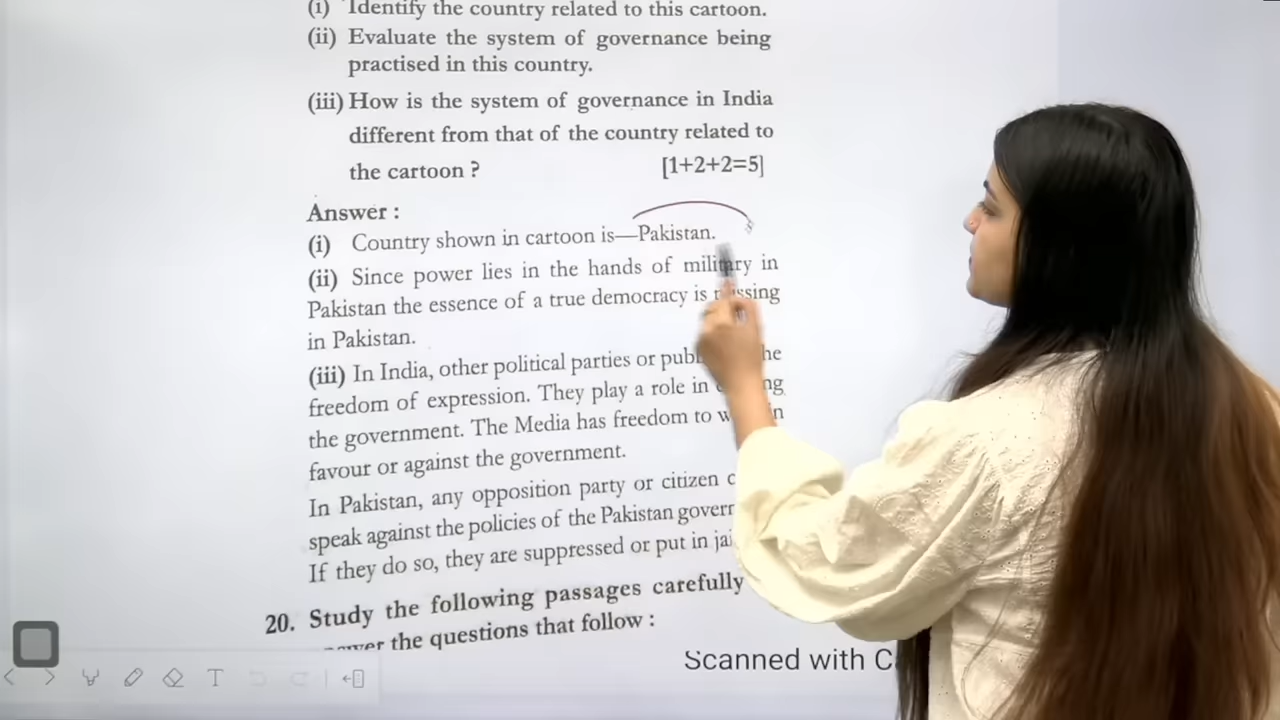 (i) Identify the country related to this cartoon.
(ii) Evaluate the system of governance being
practised in this country.
(iii) How is the system of governance in India
different from that of the country related to
the cartoon ?
[1+2+2=5]
Answer :
(i) Country shown in cartoon is—Pakistan.
(ii) Since power lies in the hands of military in
Pakistan the essence of a true democracy is missing
in Pakistan.
(iii) In India, other political parties or
freedom of expression. They play a role in
the government. The Media has freedom to in
favour or against the government.
In Pakistan, any opposition party or citizen
speak against the policies of the Pakistan
If they do so, they are suppressed or put in
20. Study the following passages carefully
the questions that follow :
Scanned with
T